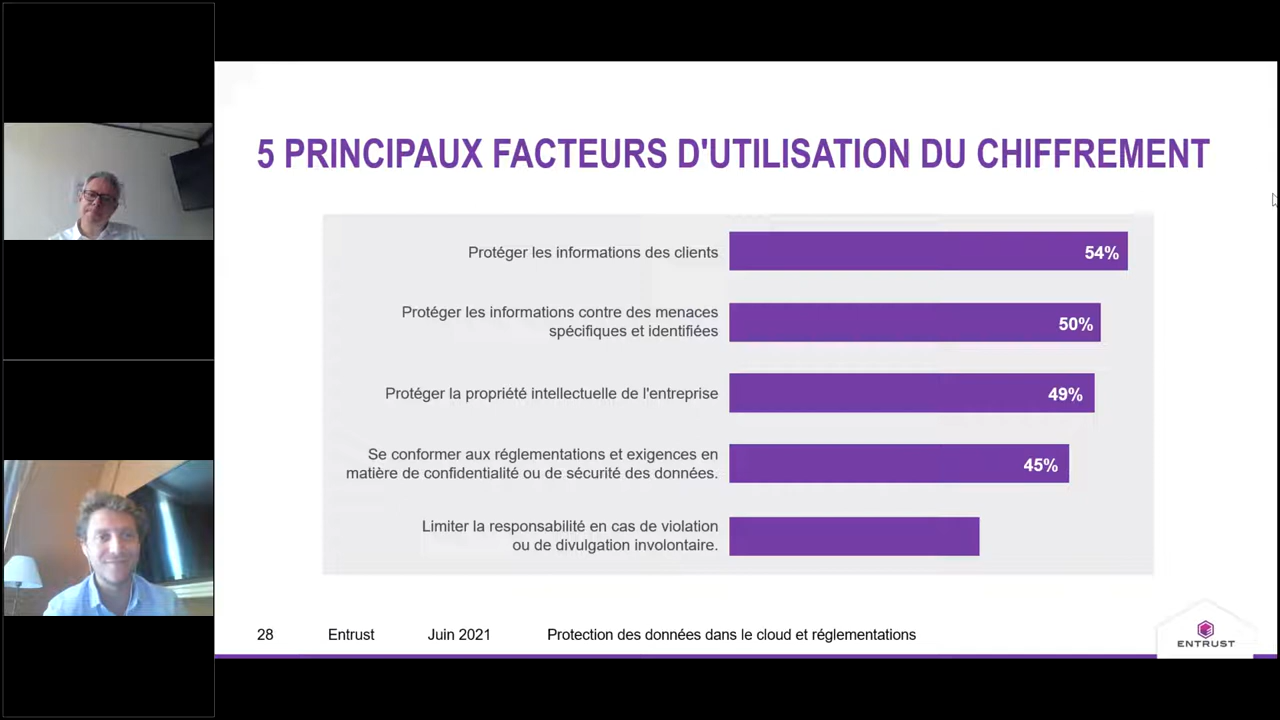 5 PRINCIPAUX FACTEURS D'UTILISATION DU CHIFFREMENT
Protéger les informations des clients
54%
Protéger les informations contre des menaces
spécifiques et identifiées
50%
Protéger la propriété intellectuelle de l'entreprise
49%
Se conformer aux réglementations et exigences en
matière de confidentialité ou de sécurité des données.
45%
Limiter la responsabilité en cas de violation
ou de divulgation involontaire.
28 Entrust Juin 2021 Protection des données dans le cloud et réglementations
ENTRUST